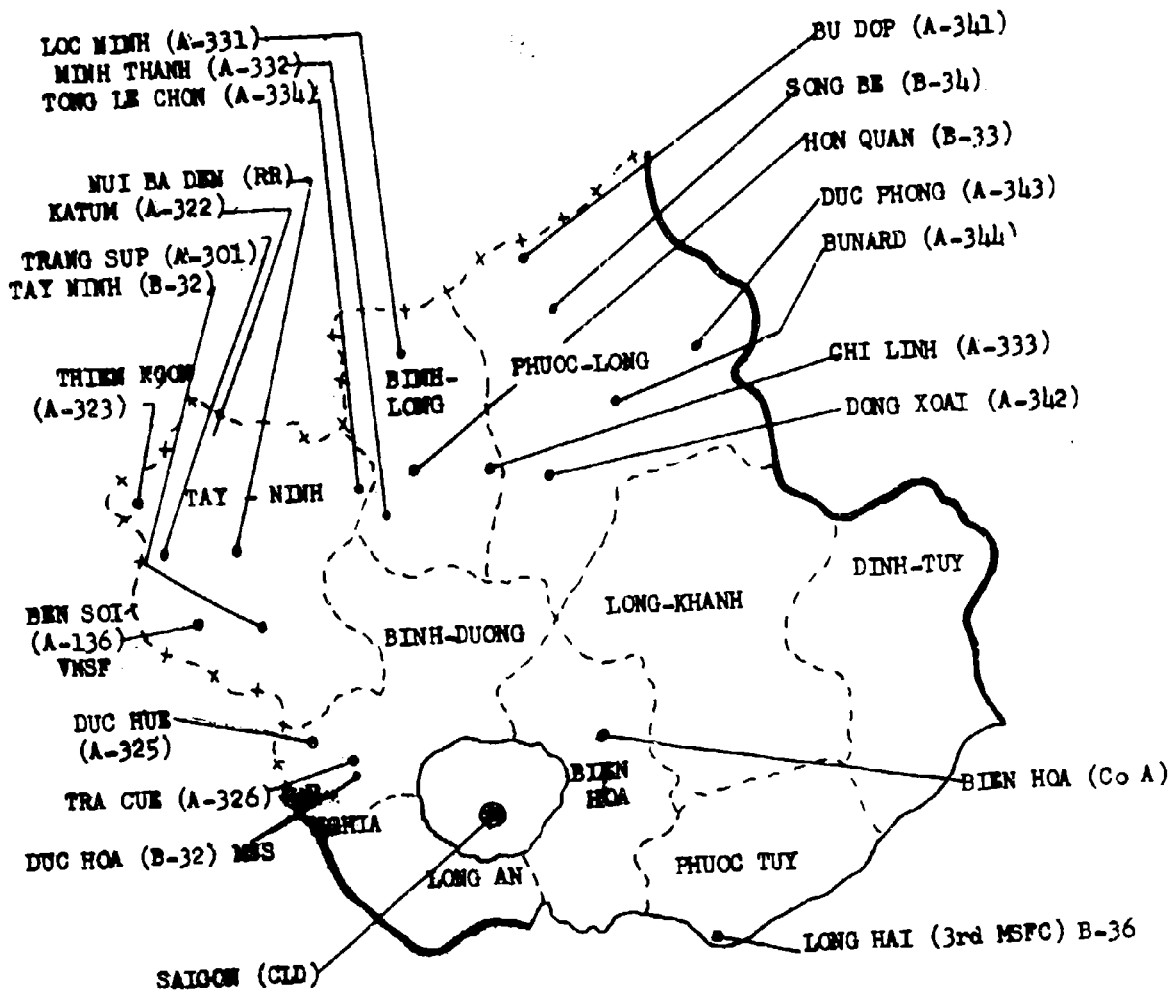 LOC NINH (A-331)
MINH THANH (A-332)
TONG LE CHON (A-334)
NUI BA DEN (RR)
KATUM (A-322)
TRANG SUP (A-301)
TAY NINH (B-32)
THIEN NGON
(A-323)
BEN SOI
(A-136)
VNSF
DUC HUE
(A-325)
TRA CUE (A-326)
DUC HOA (B-32)
SAIGON (CLD)
BU DOP (A-341)
SONG BE (B-34)
HON QUAN (B-33)
DUC PHONG (A-343)
BUNARD (A-344)
CHI LINH (A-333)
DONG XOAI (A-342)
BIEN HOA (Co A)
LONG HAI (3rd MSFC) B-36
BINH-
LONG
PHUOC-LONG
TAY - NINH
BINH-DUONG
LONG-KHANH
DINH-TUY
BIEN
HOA
NGHIA
LONG AN
PHUOC TUY